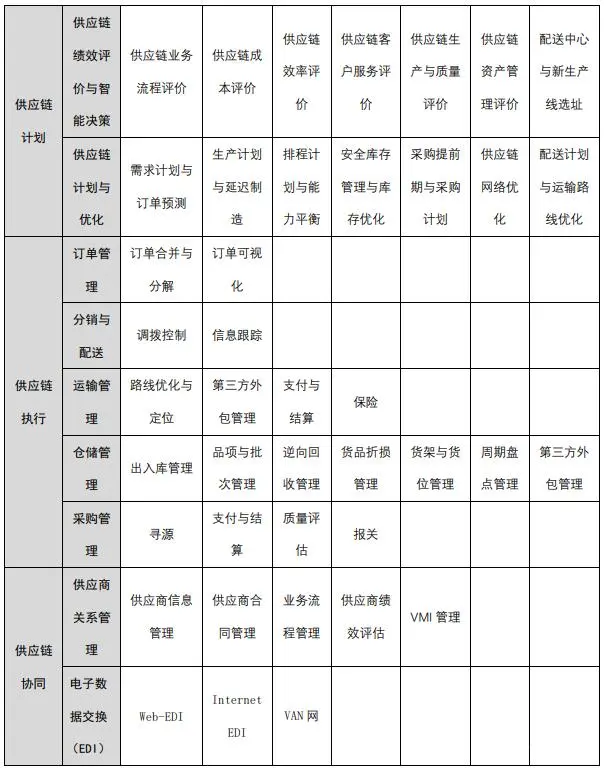 供应链
计划
供应链
绩效评
价与智
能决策
供应链业务
流程评价
供应链成
本评价
供应链
效率评
价
供应链客
户服务评
价
供应链生
产与质量
评价
供应链
资产管
理评价
配送中心
与新生产
线选址
供应链
计划与
优化
需求计划与
订单预测
生产计划
与延迟制
造
排程计
划与能
力平衡
安全库存
管理与库
存优化
采购提前
期与采购
计划
供应链
网络优
化
配送计划
与运输路
线优化
供应链
执行
订单管
理
订单合并与
分解
订单可视
化
分销与
配送
调拨控制
信息跟踪
运输管
理
路线优化与
定位
第三方外
包管理
支付与
结算
保险
仓储管
理
出入库管理
品项与批
次管理
逆向回
收管理
货品折损
管理
货架与货
位管理
周期盘
点管理
第三方外
包管理
采购管
理
寻源
支付与结
算
质量评
估
报关
供应链
协同
供应商
关系管
理
供应商信息
管理
供应商合
同管理
业务流
程管理
供应商绩
效评估
VMI 管理
电子数
据交换
（EDI）
Web-EDI
Internet
EDI
VAN 网